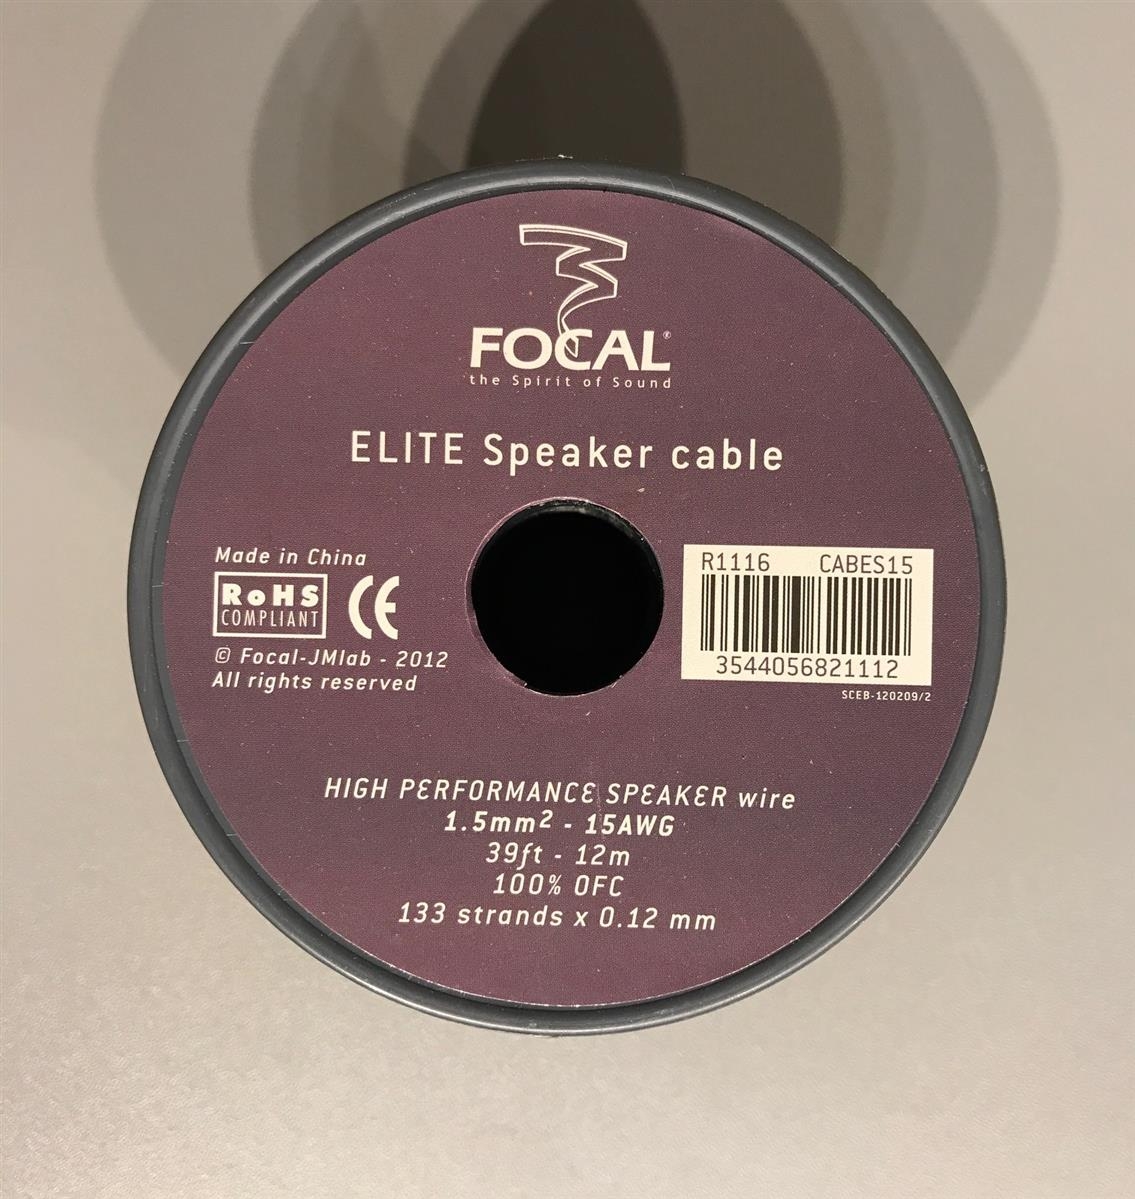 FOCAL®
the Spirit of Sound
ELITE Speaker cable
Made in China
RoHS
COMPLIANT
CE
© Focal-JMlab - 2012
All rights reserved
R1116 CABES15
3544056821112
SCEB-120209/2
HIGH PERFORMANCE SPEAKER wire
1.5mm² - 15AWG
39ft - 12m
100% OFC
133 strands x 0.12 mm